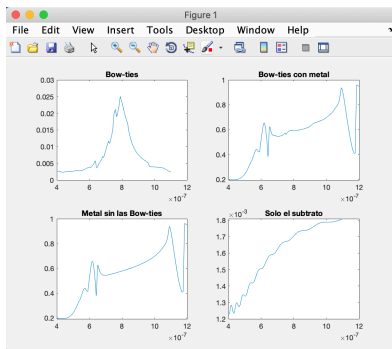 Figure 1
File Edit View Insert Tools Desktop Window Help
Bow-ties
0.03
0.025
0.02
0.015
0.01
0.005
0
4 6 8 10 12
×10⁻⁷
Bow-ties con metal
1
0.8
0.6
0.4
0.2
4 6 8 10 12
×10⁻⁷
Metal sin las Bow-ties
1
0.8
0.6
0.4
0.2
4 6 8 10 12
×10⁻⁷
×10⁻³
Solo el subtrato
1.8
1.7
1.6
1.5
1.4
1.3
1.2
4 6 8 10 12
×10⁻⁷